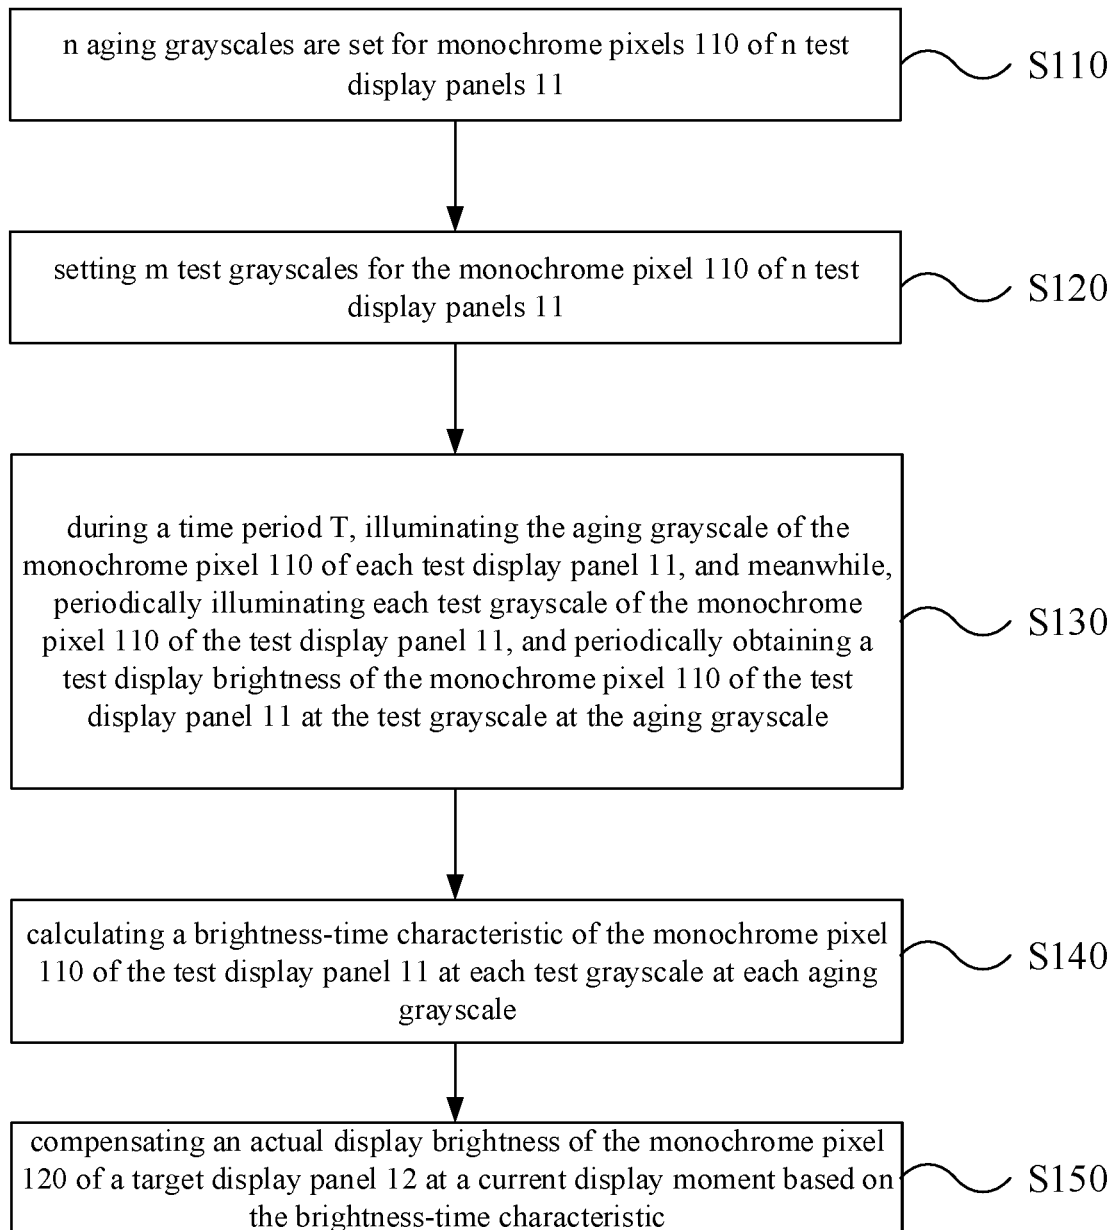 n aging grayscales are set for monochrome pixels 110 of n test
display panels 11
S110
setting m test grayscales for the monochrome pixel 110 of n test
display panels 11
S120
during a time period T, illuminating the aging grayscale of the
monochrome pixel 110 of each test display panel 11, and meanwhile,
periodically illuminating each test grayscale of the monochrome
pixel 110 of the test display panel 11, and periodically obtaining a
test display brightness of the monochrome pixel 110 of the test
display panel 11 at the test grayscale at the aging grayscale
S130
calculating a brightness-time characteristic of the monochrome pixel
110 of the test display panel 11 at each test grayscale at each aging
grayscale
S140
compensating an actual display brightness of the monochrome pixel
120 of a target display panel 12 at a current display moment based on
the brightness-time characteristic
S150